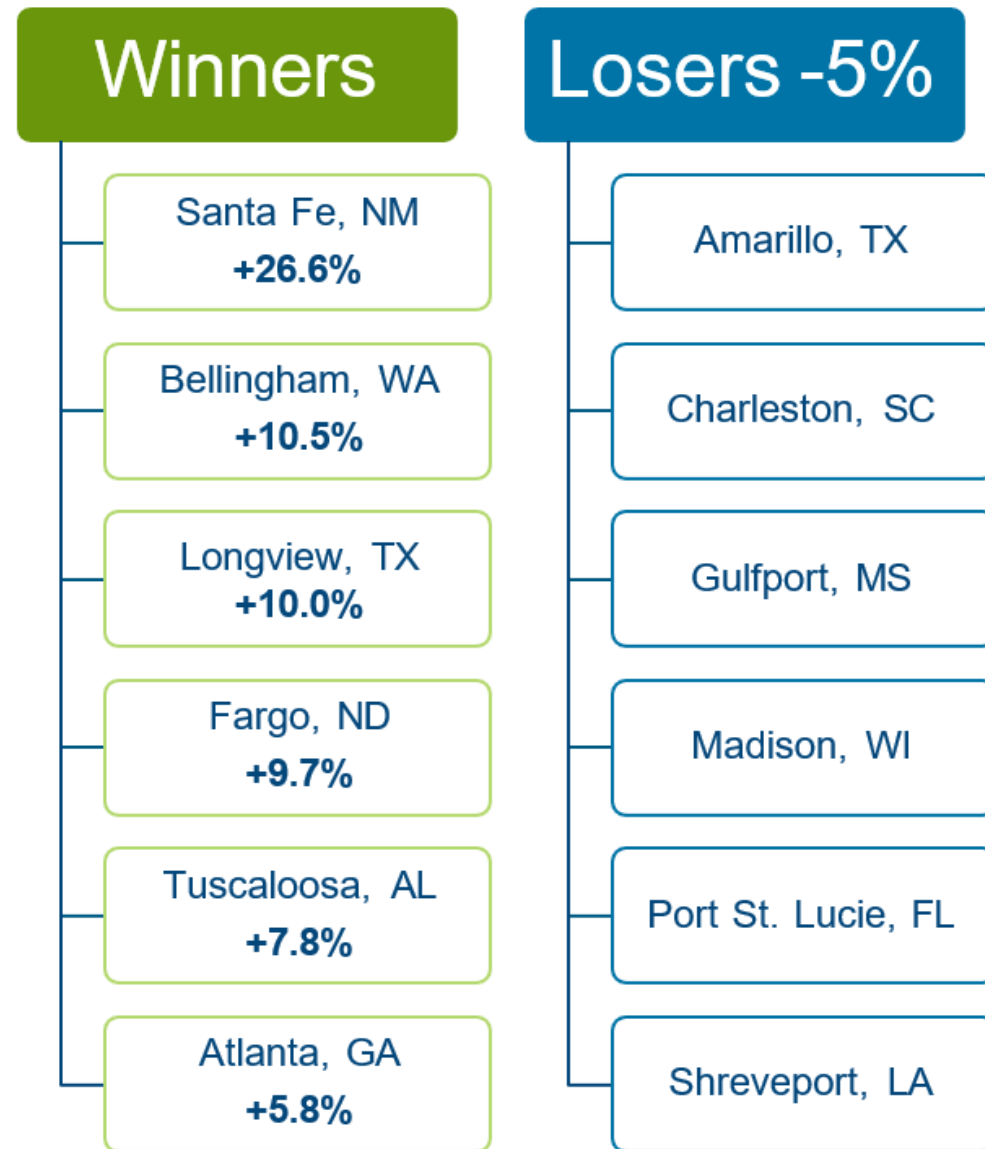 Winners
Santa Fe, NM
+26.6%
Bellingham, WA
+10.5%
Longview, TX
+10.0%
Fargo, ND
+9.7%
Tuscaloosa, AL
+7.8%
Atlanta, GA
+5.8%
Losers -5%
Amarillo, TX
Charleston, SC
Gulfport, MS
Madison, WI
Port St. Lucie, FL
Shreveport, LA